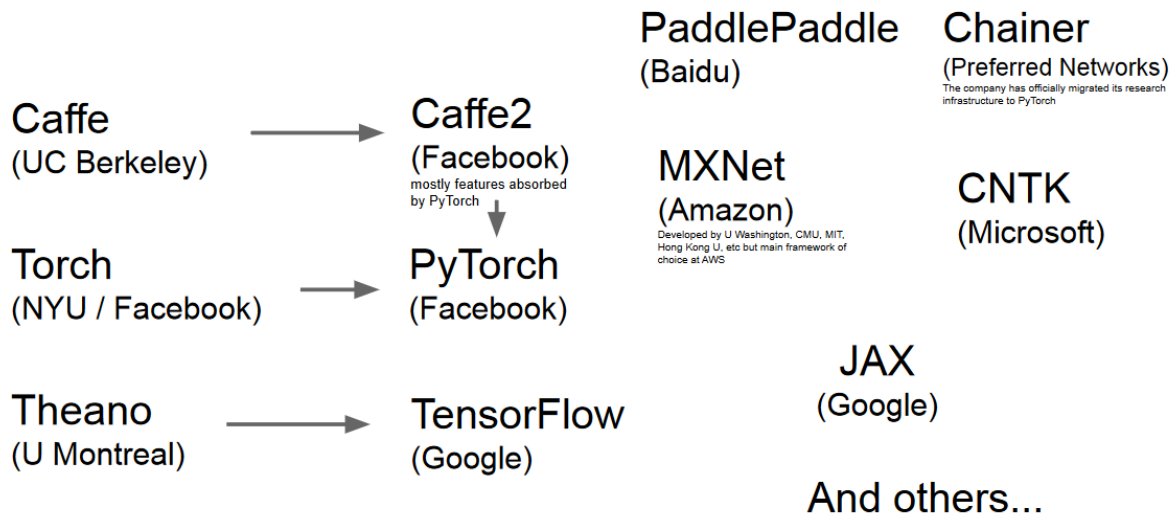 Caffe
(UC Berkeley)
Caffe2
(Facebook)
mostly features absorbed
by PyTorch
Torch
(NYU / Facebook)
PyTorch
(Facebook)
Theano
(U Montreal)
TensorFlow
(Google)
PaddlePaddle
(Baidu)
Chainer
(Preferred Networks)
The company has officially migrated its research
infrastructure to PyTorch
MXNet
(Amazon)
Developed by U Washington, CMU, MIT,
Hong Kong U, etc but main framework of
choice at AWS
CNTK
(Microsoft)
JAX
(Google)
And others...